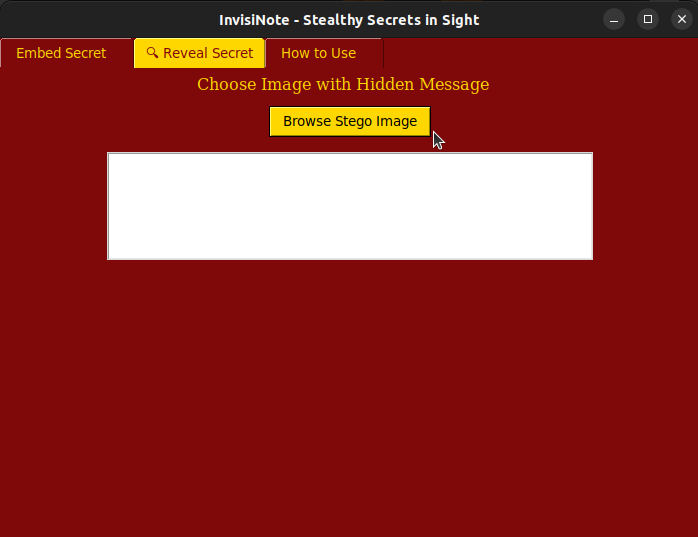 InvisiNote - Stealthy Secrets in Sight
Embed Secret 🔍 Reveal Secret How to Use
Choose Image with Hidden Message
Browse Stego Image